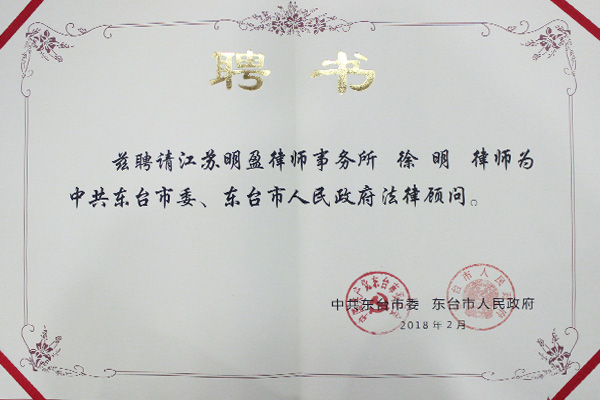 聘书
兹聘请江苏明盈律师事务所 徐 明 律师为
中共东台市委、东台市人民政府法律顾问。
中共东台市委 东台市人民政府
2018年2月